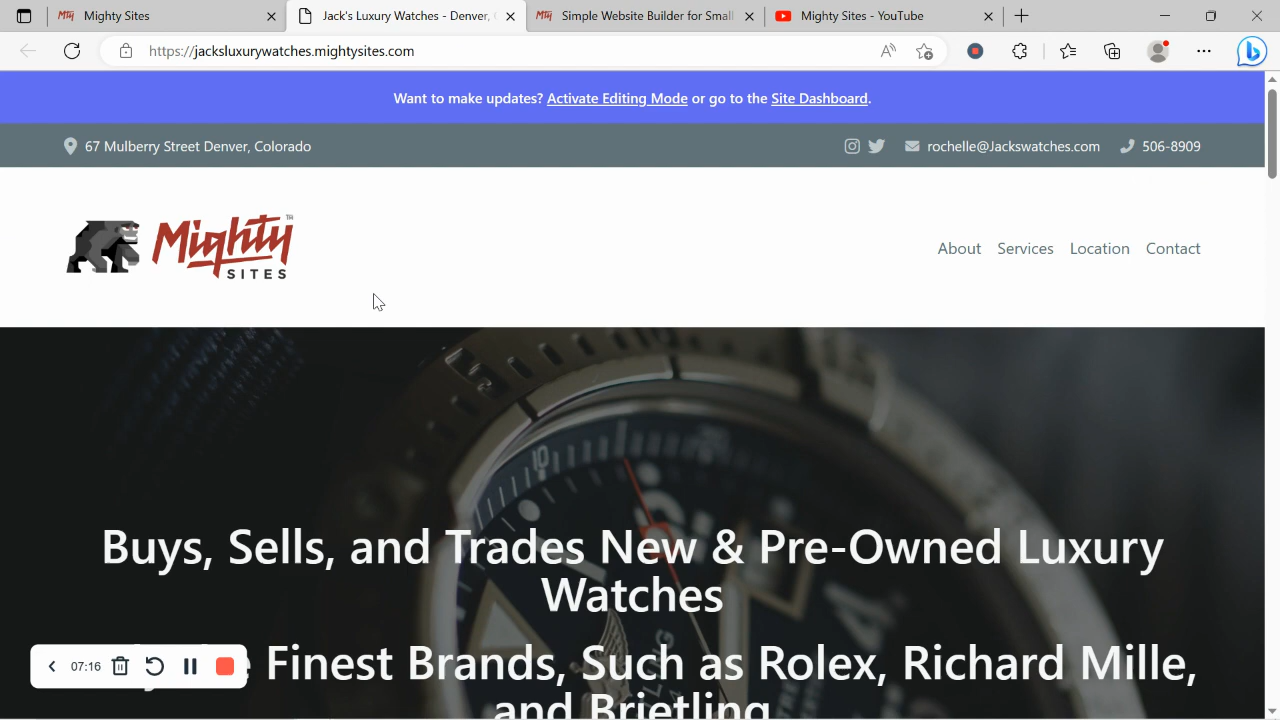 Mighty Sites
Jack's Luxury Watches - Denver,
Simple Website Builder for Small
Mighty Sites - YouTube
https://jacksluxurywatches.mightysites.com
Want to make updates? Activate Editing Mode or go to the Site Dashboard.
67 Mulberry Street Denver, Colorado
rochelle@Jackswatches.com
506-8909
Mighty
SITES
TM
About Services Location Contact
Buys, Sells, and Trades New & Pre-Owned Luxury
Watches
Finest Brands, Such as Rolex, Richard Mille,
and Brietling
07:16